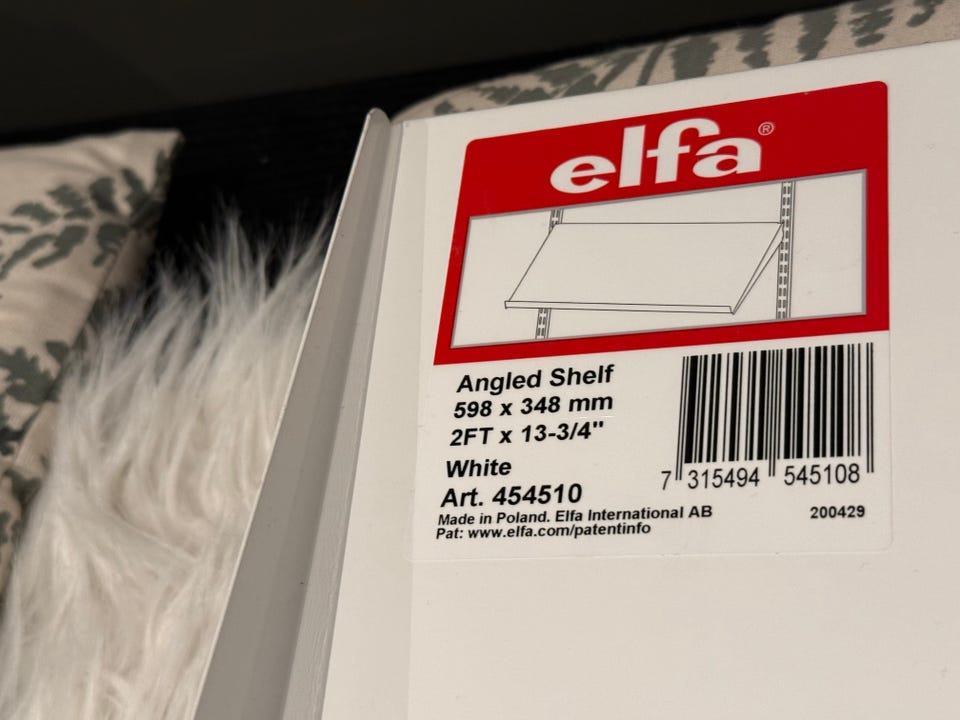 elfa®
Angled Shelf
598 x 348 mm
2FT x 13-3/4"
White
Art. 454510
Made in Poland. Elfa International AB
Pat: www.elfa.com/patentinfo
7 315494 545108
200429